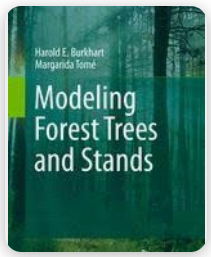 Harold E. Burkhart
Margarida Tomé
Modeling
Forest Trees
and Stands